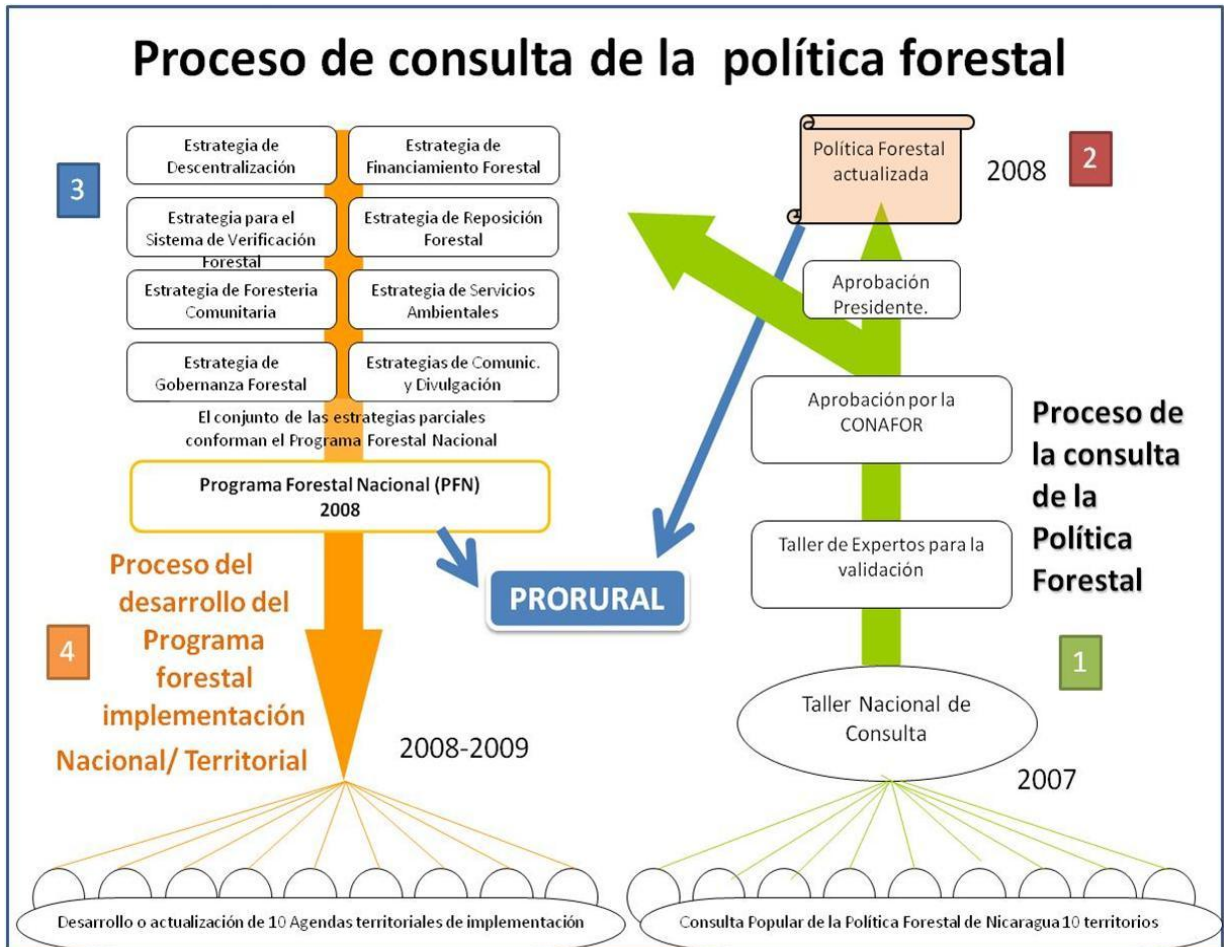 Proceso de consulta de la política forestal
3
Estrategia de
Descentralización
Estrategia de
Financiamiento Forestal
Estrategia para el
Sistema de Verificación
Forestal
Estrategia de Reposición
Forestal
Estrategia de Foresteria
Comunitaria
Estrategia de Servicios
Ambientales
Estrategia de
Gobernanza Forestal
Estrategias de Comunic.
y Divulgación
El conjunto de las estrategias parciales
conforman el Programa Forestal Nacional
Programa Forestal Nacional (PFN)
2008
4
Proceso del
desarrollo del
Programa
forestal
implementación
Nacional/ Territorial
2008-2009
Desarrollo o actualización de 10 Agendas territoriales de implementación
PRORURAL
Política Forestal
actualizada
2008
2
Aprobación
Presidente.
Aprobación por la
CONAFOR
Taller de Expertos para la
validación
Proceso de
la consulta
de la
Política
Forestal
1
Taller Nacional de
Consulta
2007
Consulta Popular de la Política Forestal de Nicaragua 10 territorios